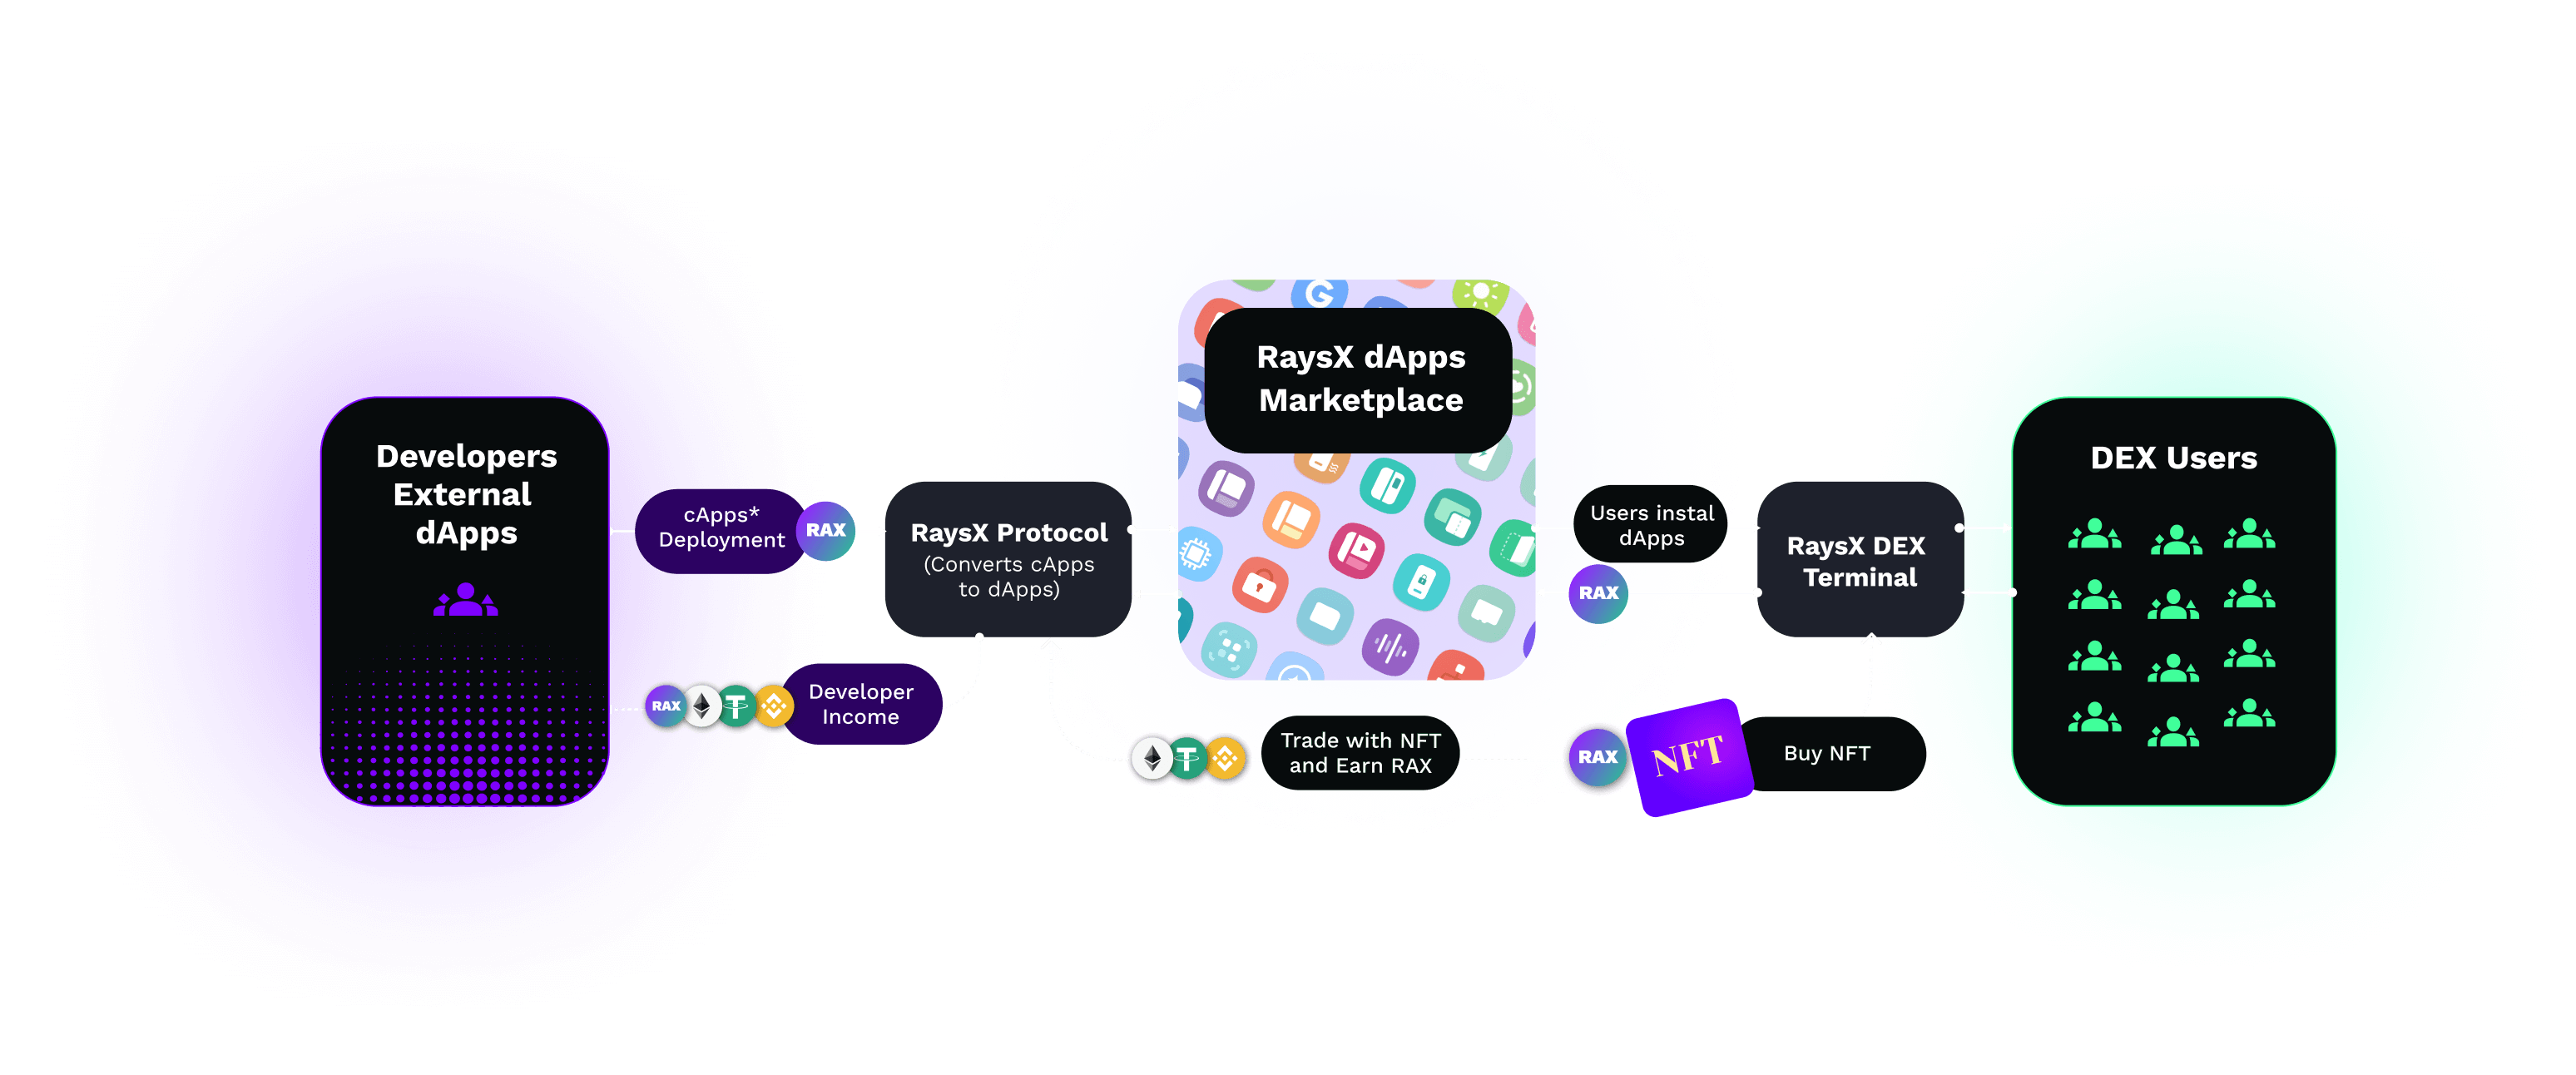 Developers
External
dApps
cApps*
Deployment
RAX
RAX
Developer
Income
RaysX Protocol
(Converts cApps
to dApps)
G
RaysX dApps
Marketplace
Trade with NFT
and Earn RAX
Users instal
dApps
RAX
RAX
NFT
Buy NFT
RaysX DEX
Terminal
DEX Users